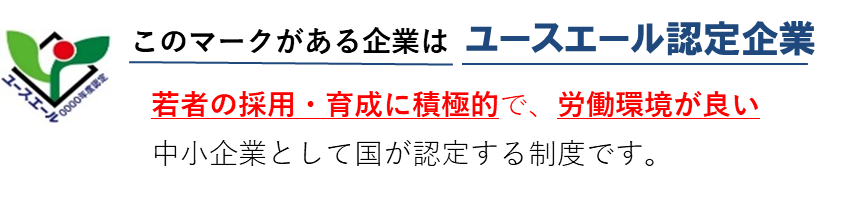 このマークがある企業は ユースエール認定企業
ユースエール
0000年度認定
若者の採用・育成に積極的で、労働環境が良い
中小企業として国が認定する制度です。